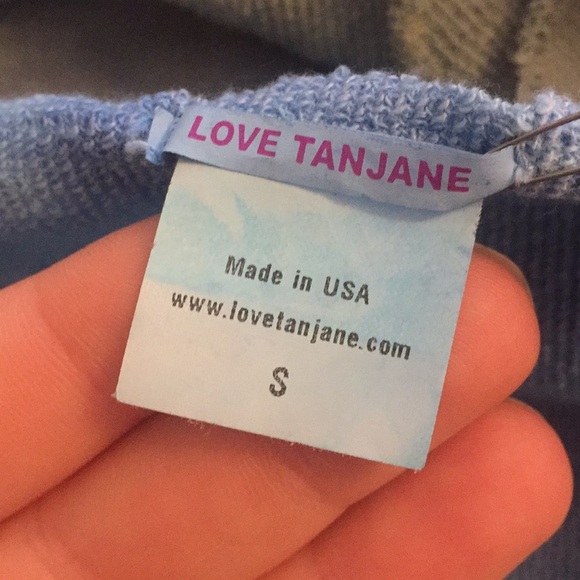 LOVE TANJANE
Made in USA
www.lovetanjane.com
S